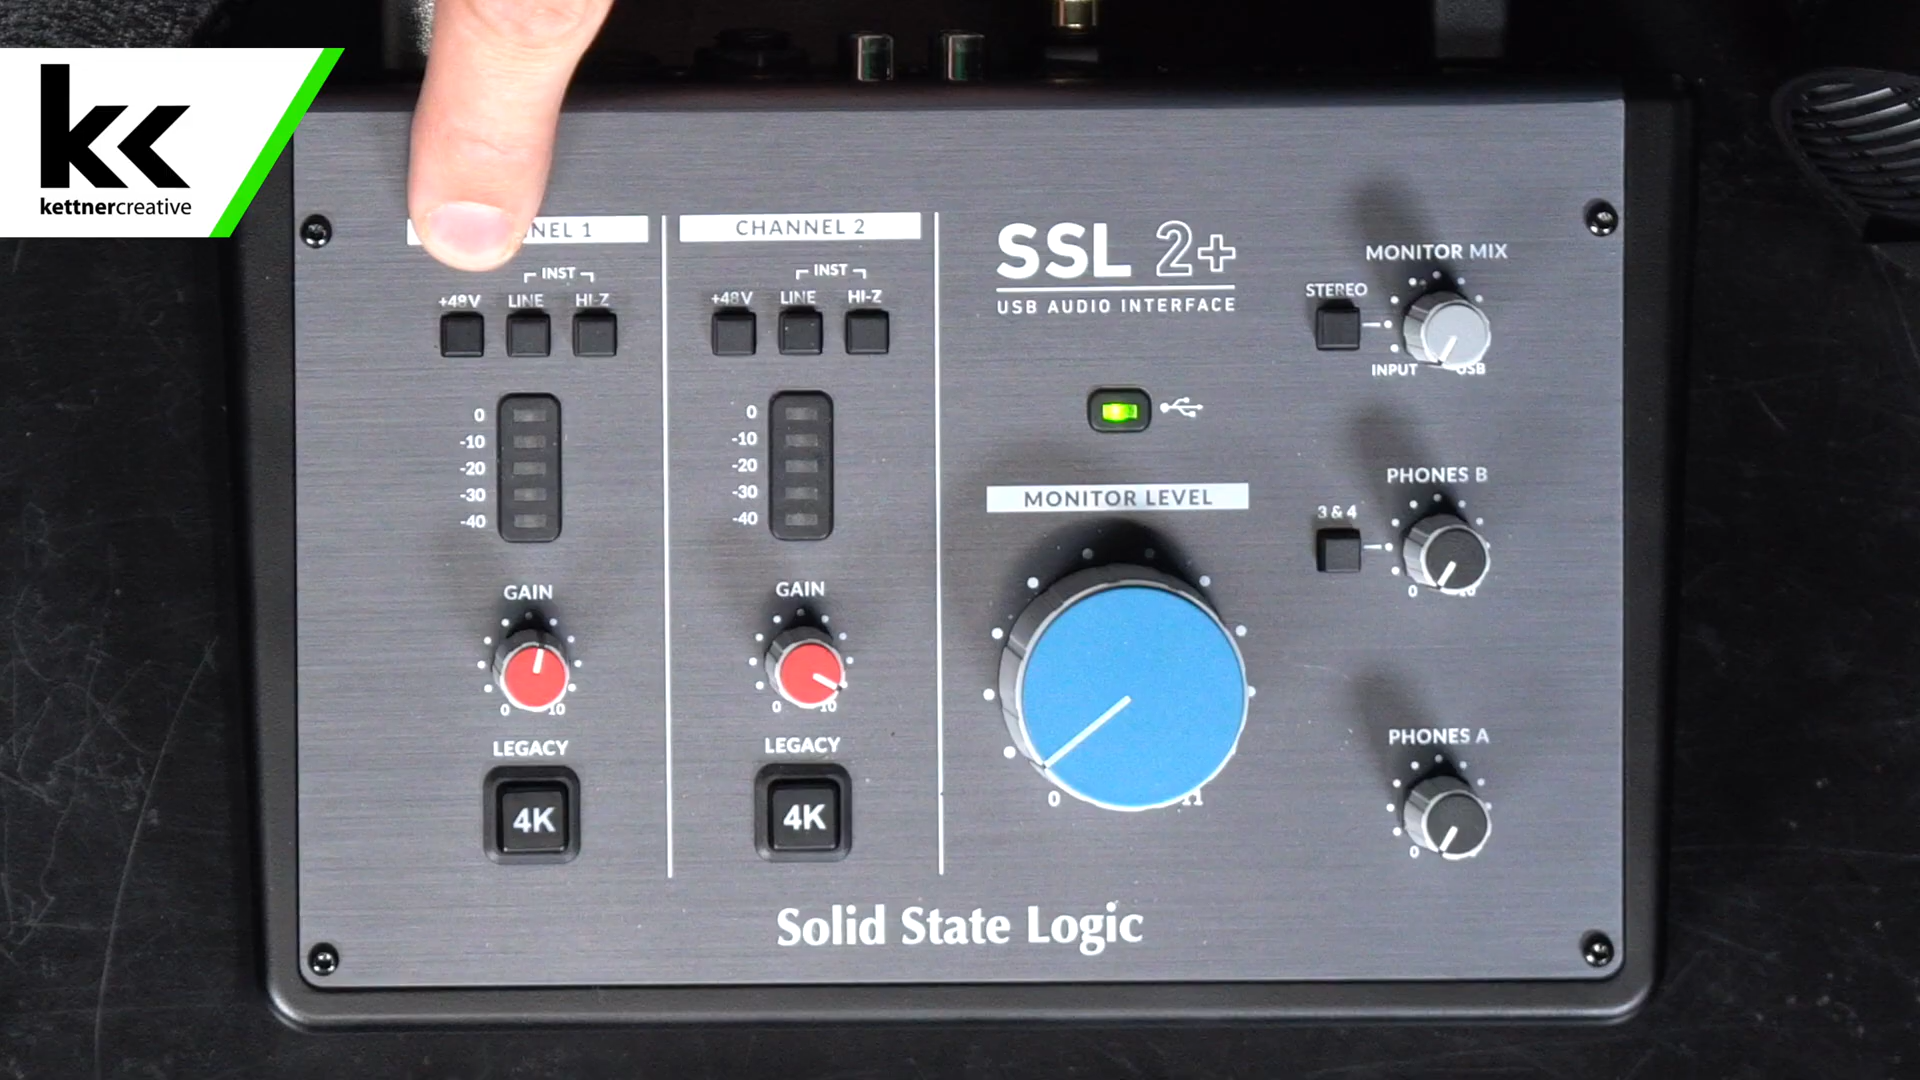 kc
kettnercreative
NEL 1
INST
+48V LINE HI-Z
0
-10
-20
-30
-40
GAIN
0 10
LEGACY
4K
CHANNEL 2
INST
+48V LINE HI-Z
0
-10
-20
-30
-40
GAIN
0 10
LEGACY
4K
SSL 2+
USB AUDIO INTERFACE
MONITOR LEVEL
0 11
MONITOR MIX
STEREO
INPUT USB
PHONES B
3 & 4
0 10
PHONES A
0
Solid State Logic